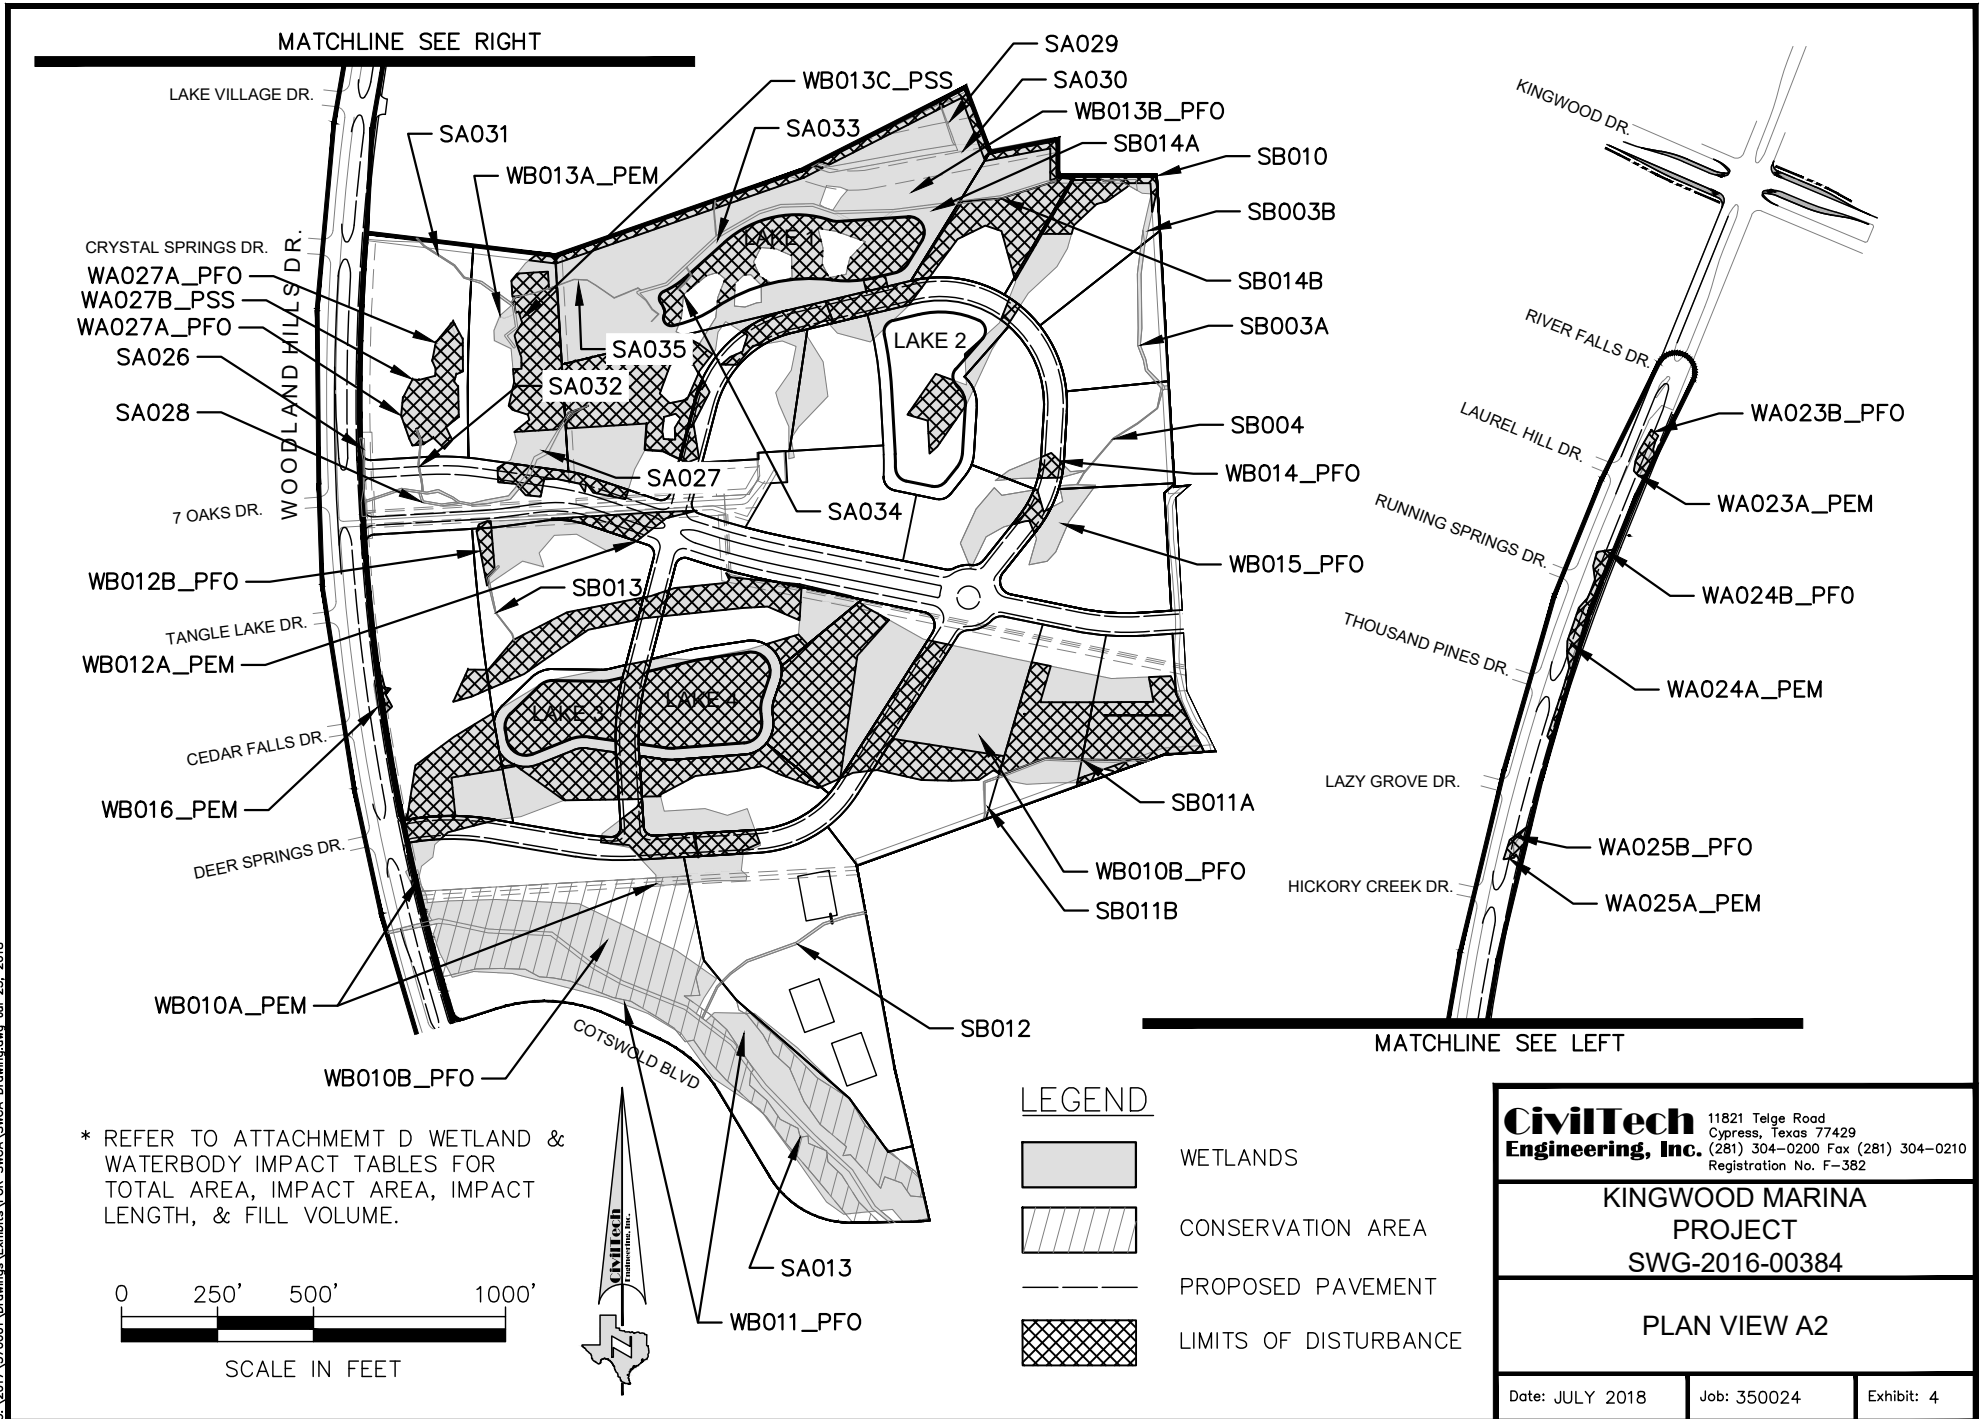 MATCHLINE SEE RIGHT
LAKE VILLAGE DR.
SA031
WB013A_PEM
WB013C_PSS
SA033
SA029
SA030
WB013B_PFO
SB014A
SB010
SB003B
SB014B
SB003A
SB004
WB014_PFO
WB015_PFO
CRYSTAL SPRINGS DR.
WOODLAND HILLS DR.
WA027A_PFO
WA027B_PSS
WA027A_PFO
SA026
SA028
7 OAKS DR.
LAKE 1
LAKE 2
SA035
SA032
SA027
SA034
WB012B_PFO
SB013
TANGLE LAKE DR.
WB012A_PEM
LAKE 3
LAKE 4
CEDAR FALLS DR.
WB016_PEM
DEER SPRINGS DR.
SB011A
WB010B_PFO
SB011B
WB010A_PEM
SB012
COTSWOLD BLVD
WB010B_PFO
SA013
WB011_PFO
KINGWOOD DR.
RIVER FALLS DR.
LAUREL HILL DR.
WA023B_PFO
WA023A_PEM
RUNNING SPRINGS DR.
WA024B_PFO
THOUSAND PINES DR.
WA024A_PEM
LAZY GROVE DR.
WA025B_PFO
HICKORY CREEK DR.
WA025A_PEM
MATCHLINE SEE LEFT
* REFER TO ATTACHMEMT D WETLAND &
WATERBODY IMPACT TABLES FOR
TOTAL AREA, IMPACT AREA, IMPACT
LENGTH, & FILL VOLUME.
0 250' 500' 1000'
SCALE IN FEET
CivilTech
Engineering, Inc.
N
LEGEND
WETLANDS
CONSERVATION AREA
PROPOSED PAVEMENT
LIMITS OF DISTURBANCE
CivilTech
Engineering, Inc.
11821 Telge Road
Cypress, Texas 77429
(281) 304-0200 Fax (281) 304-0210
Registration No. F-382
KINGWOOD MARINA
PROJECT
SWG-2016-00384
PLAN VIEW A2
Date: JULY 2018
Job: 350024
Exhibit: 4